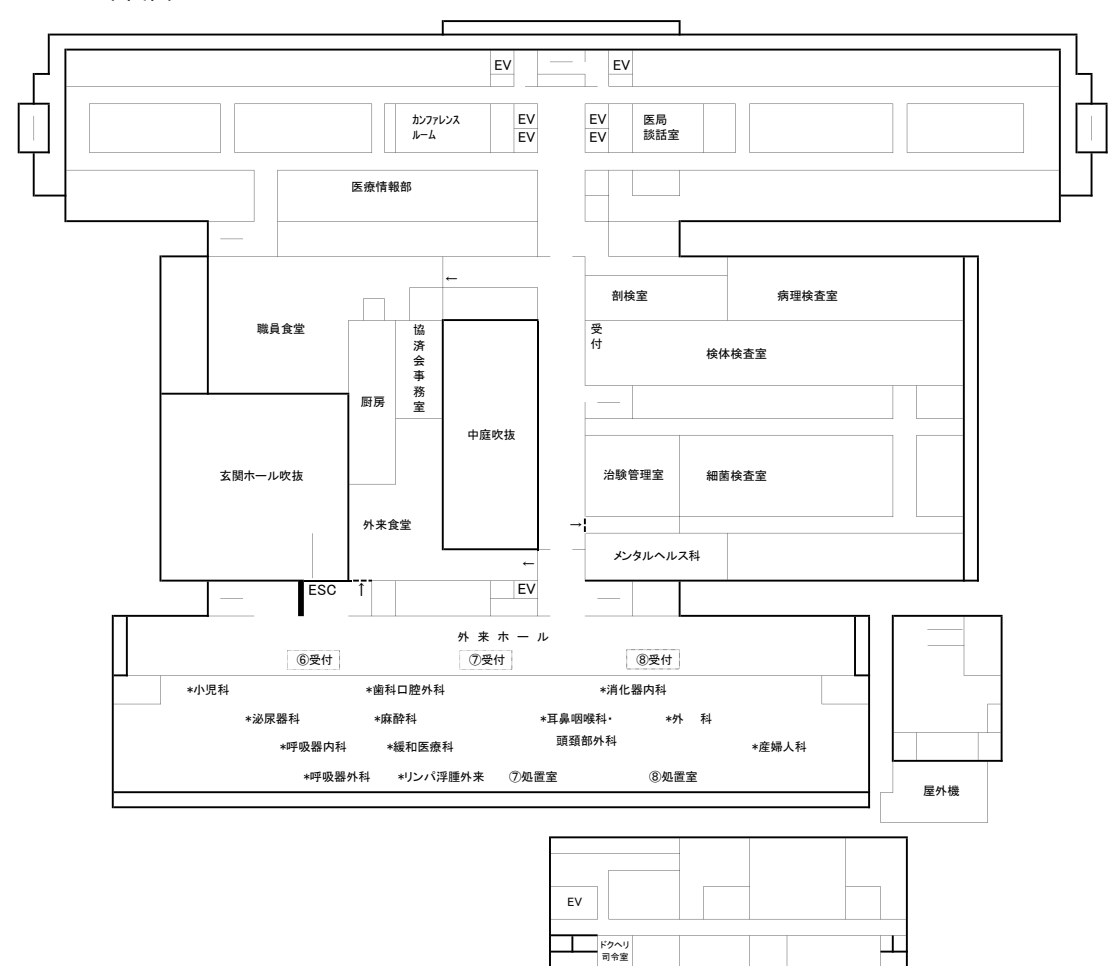 EV
EV
カンファレンス
ルーム
EV
EV
EV
EV
医局
談話室
医療情報部
←
剖検室
病理検査室
職員食堂
協済会事務室
受付
検体検査室
厨房
中庭吹抜
玄関ホール吹抜
治験管理室
細菌検査室
外来食堂
→
メンタルヘルス科
←
ESC
↑
EV
外 来 ホ ー ル
⑥受付
⑦受付
⑧受付
*小児科
*歯科口腔外科
*消化器内科
*泌尿器科
*麻酔科
*耳鼻咽喉科・
頭頚部外科
*外　科
*呼吸器内科
*緩和医療科
*産婦人科
*呼吸器外科
*リンパ浮腫外来
⑦処置室
⑧処置室
屋外機
EV
ドクヘリ
司令室